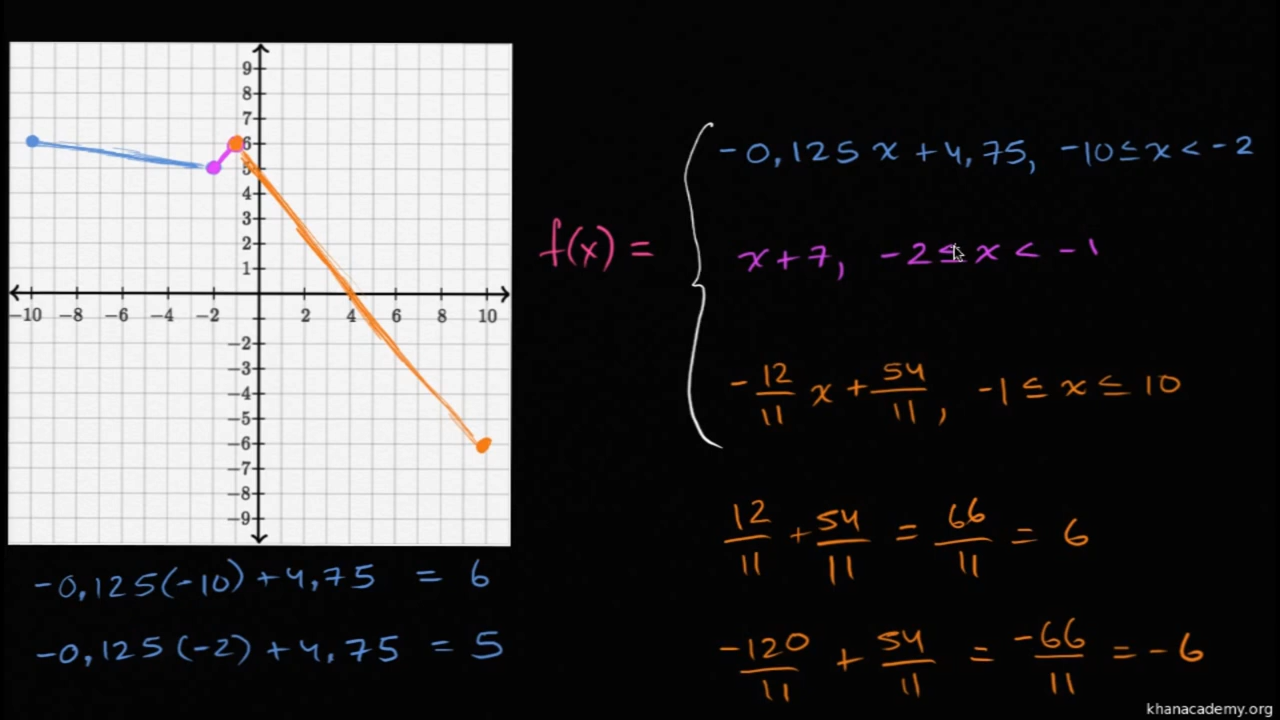 9
8
7
6
5
4
3
2
1
−10 −8 −6 −4 −2 2 4 6 8 10
−2
−3
−4
−5
−6
−7
−8
−9
f(x) =
-0,125x + 4,75, -10 ≤ x < -2
x + 7, -2 ≤ x < -1
-12/11 x + 54/11, -1 ≤ x ≤ 10
12/11 + 54/11 = 66/11 = 6
-120/11 + 54/11 = -66/11 = -6
-0,125(-10) + 4,75 = 6
-0,125(-2) + 4,75 = 5
khanacademy.org